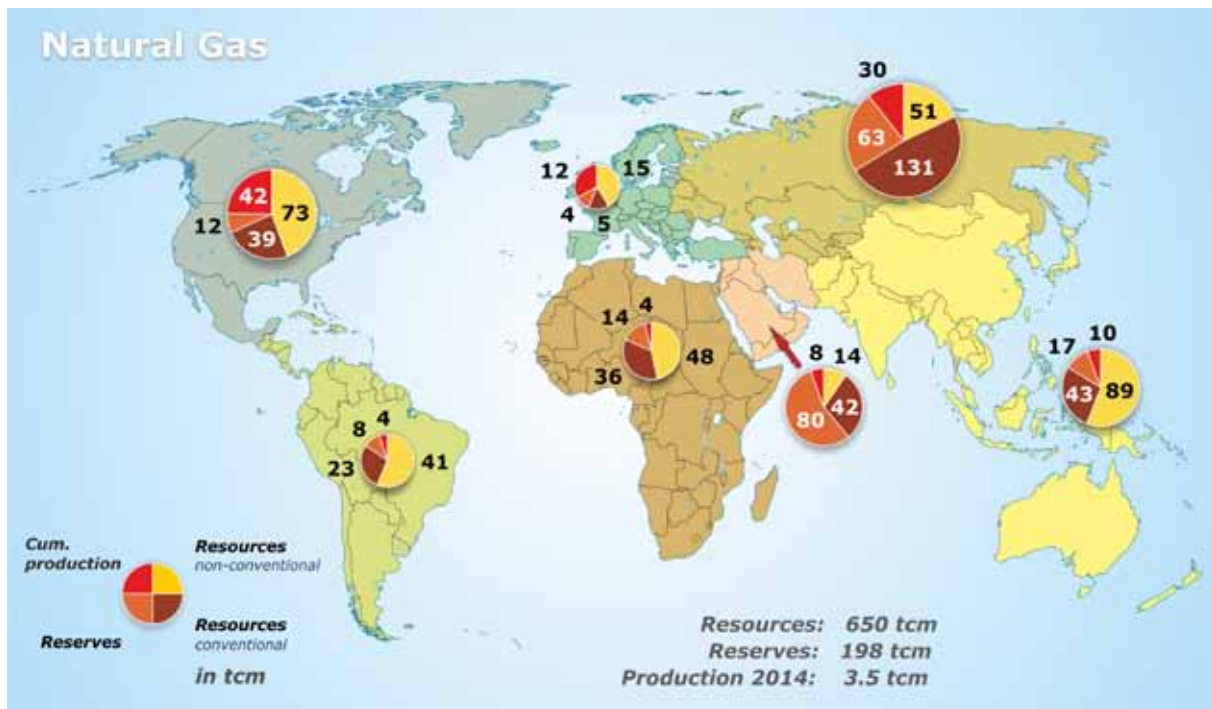 Natural Gas
30
51
63
131
12
15
4
5
42
73
12
39
14
4
36
48
8
14
80
42
17
10
43
89
8
4
23
41
Cum.
production
Resources
non-conventional
Reserves
Resources
conventional
in tcm
Resources: 650 tcm
Reserves: 198 tcm
Production 2014: 3.5 tcm